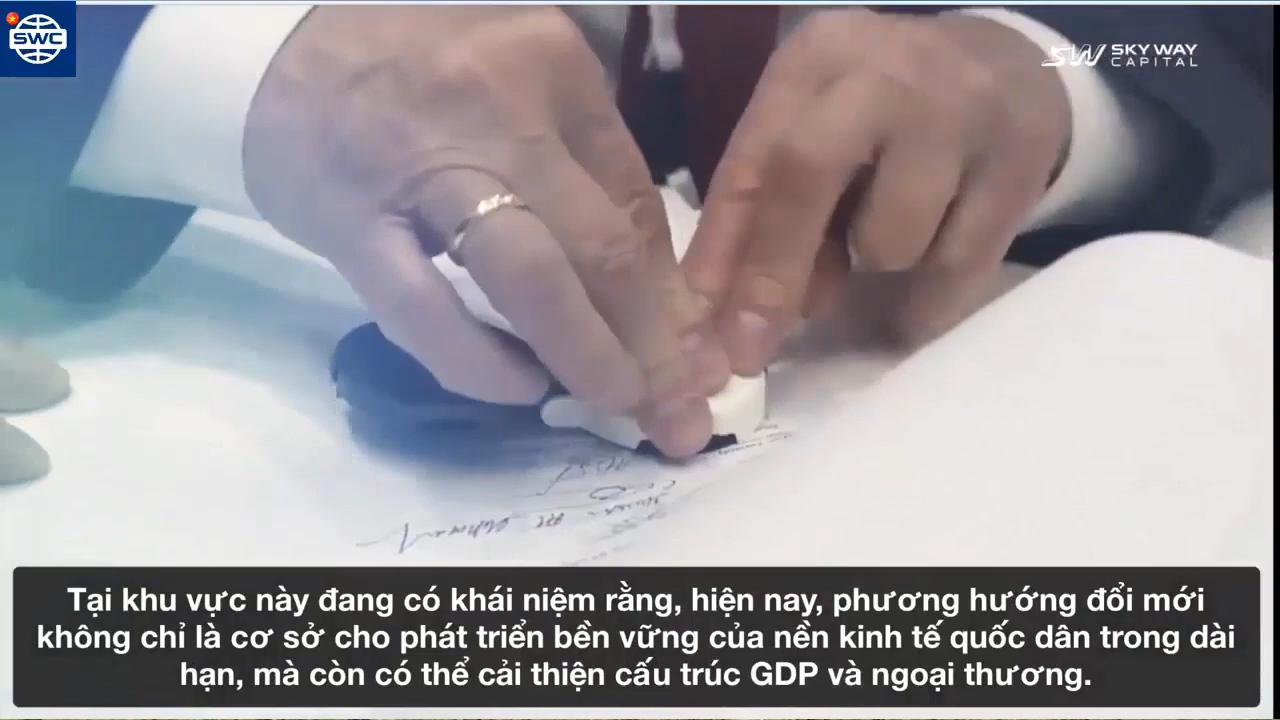 SWC
SW SKY WAY
CAPITAL
Tại khu vực này đang có khái niệm rằng, hiện nay, phương hướng đổi mới
không chỉ là cơ sở cho phát triển bền vững của nền kinh tế quốc dân trong dài
hạn, mà còn có thể cải thiện cấu trúc GDP và ngoại thương.